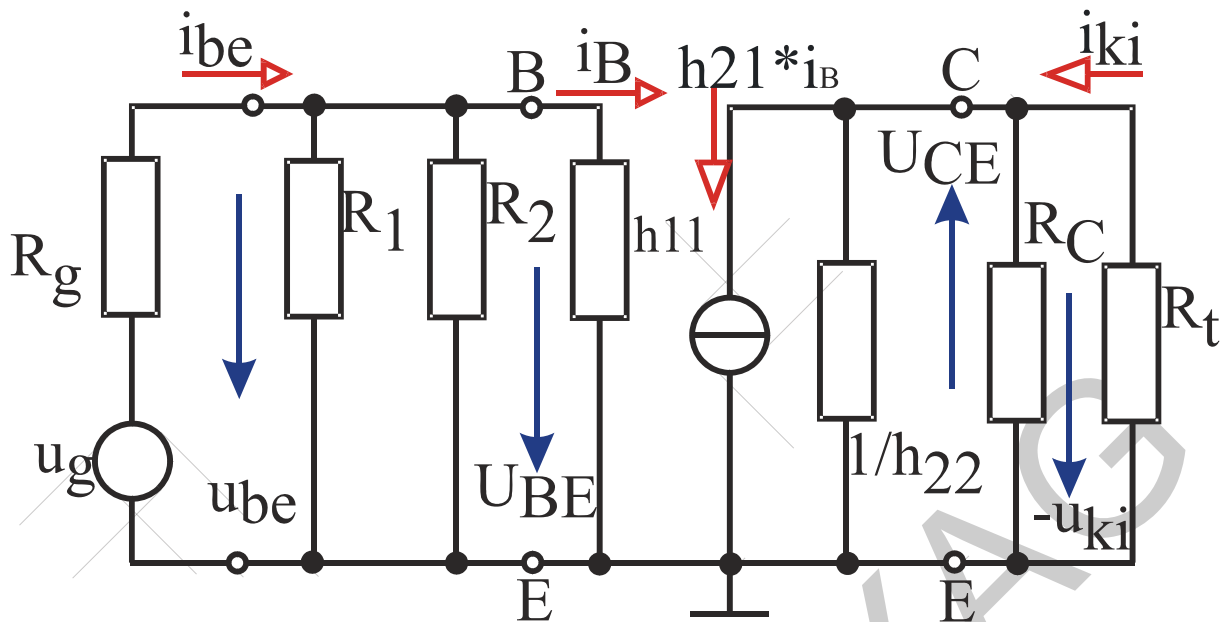 ibe
B
iB
h21*iB
C
iki
Rg
R1
R2
h11
UCE
RC
Rt
ug
ube
UBE
1/h22
-uki
E
E